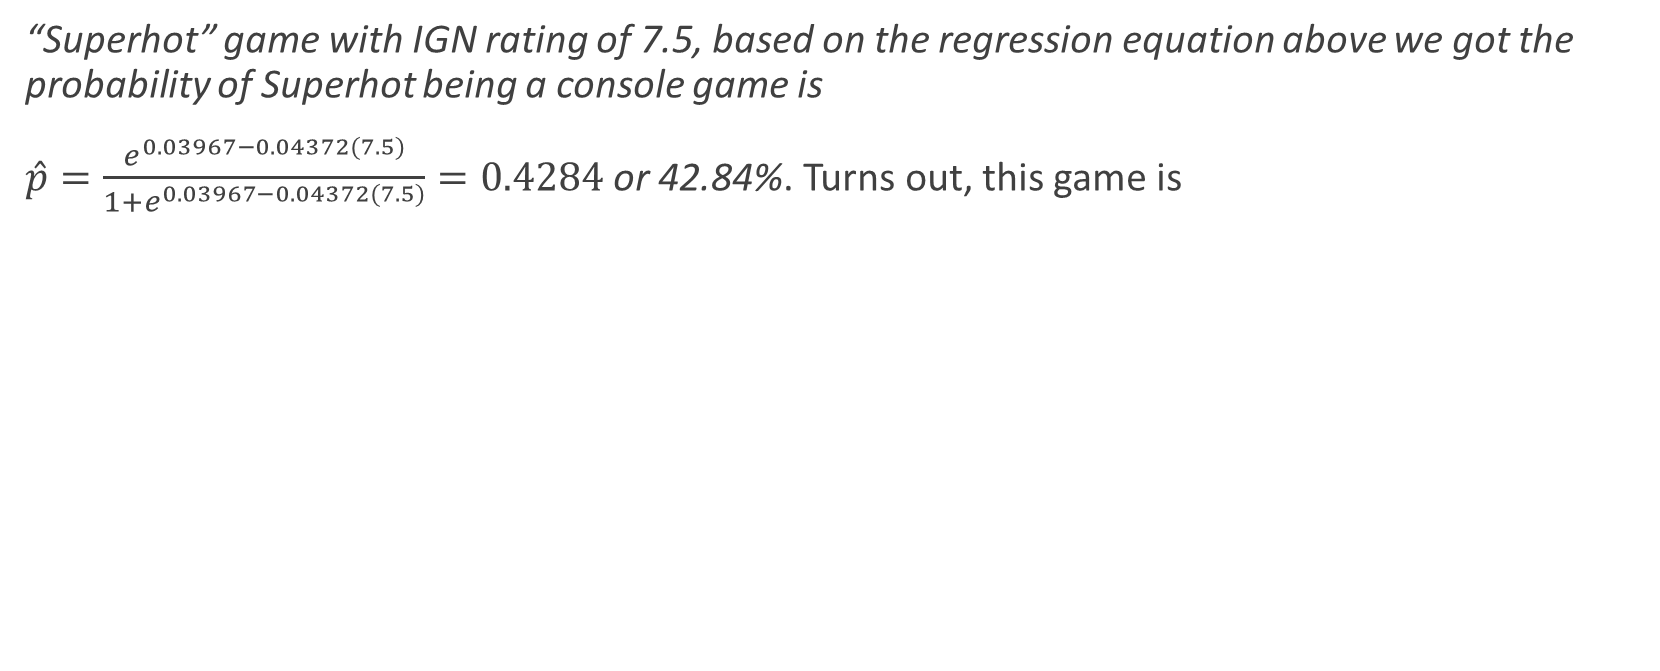 “Superhot” game with IGN rating of 7.5, based on the regression equation above we got the
probability of Superhot being a console game is
p̂ = e^{0.03967−0.04372(7.5)} / 1+e^{0.03967−0.04372(7.5)} = 0.4284 or 42.84%. Turns out, this game is